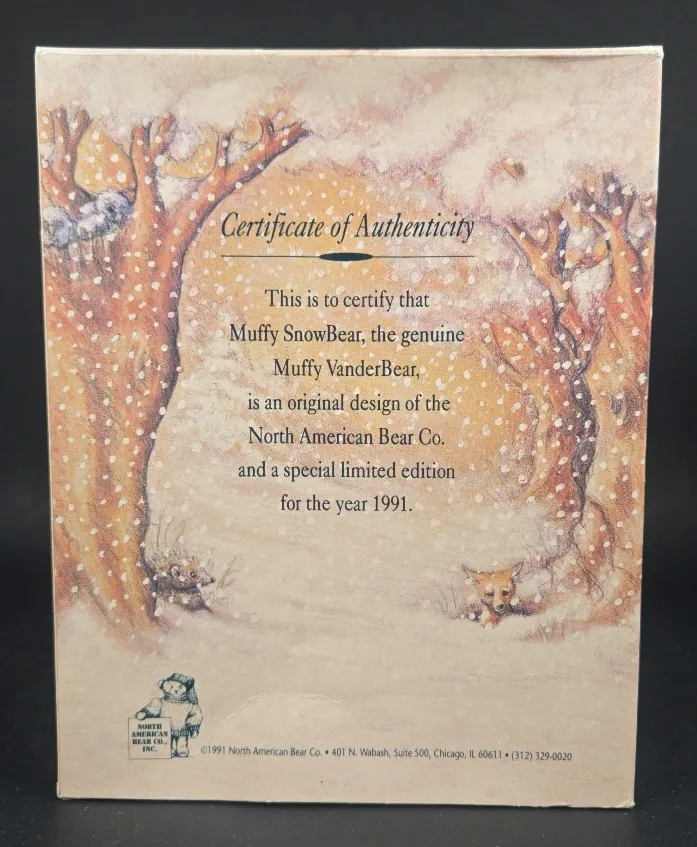 Certificate of Authenticity
This is to certify that
Muffy SnowBear, the genuine
Muffy VanderBear,
is an original design of the
North American Bear Co.
and a special limited edition
for the year 1991.
NORTH
AMERICAN
BEAR CO.,
INC.
©1991 North American Bear Co. • 401 N. Wabash, Suite 500, Chicago, IL 60611 • (312) 329-0020